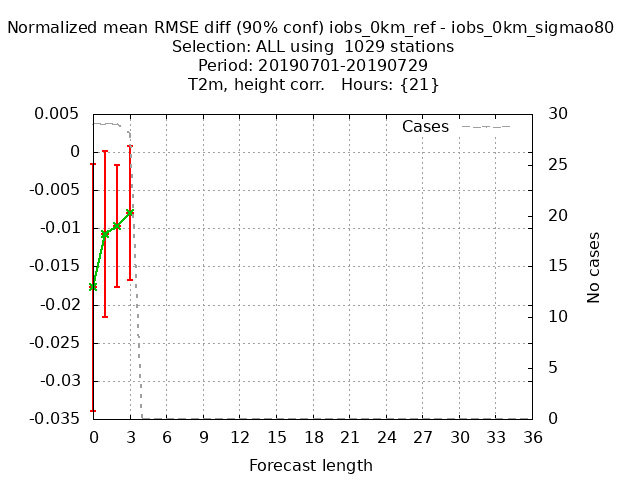 Normalized mean RMSE diff (90% conf) iobs_0km_ref - iobs_0km_sigmao80
Selection: ALL using  1029 stations
Period: 20190701-20190729
T2m, height corr.   Hours: {21}
Cases
0.005
0
-0.005
-0.01
-0.015
-0.02
-0.025
-0.03
-0.035
30
25
20
15
10
5
0
No cases
0 3 6 9 12 15 18 21 24 27 30 33 36
Forecast length